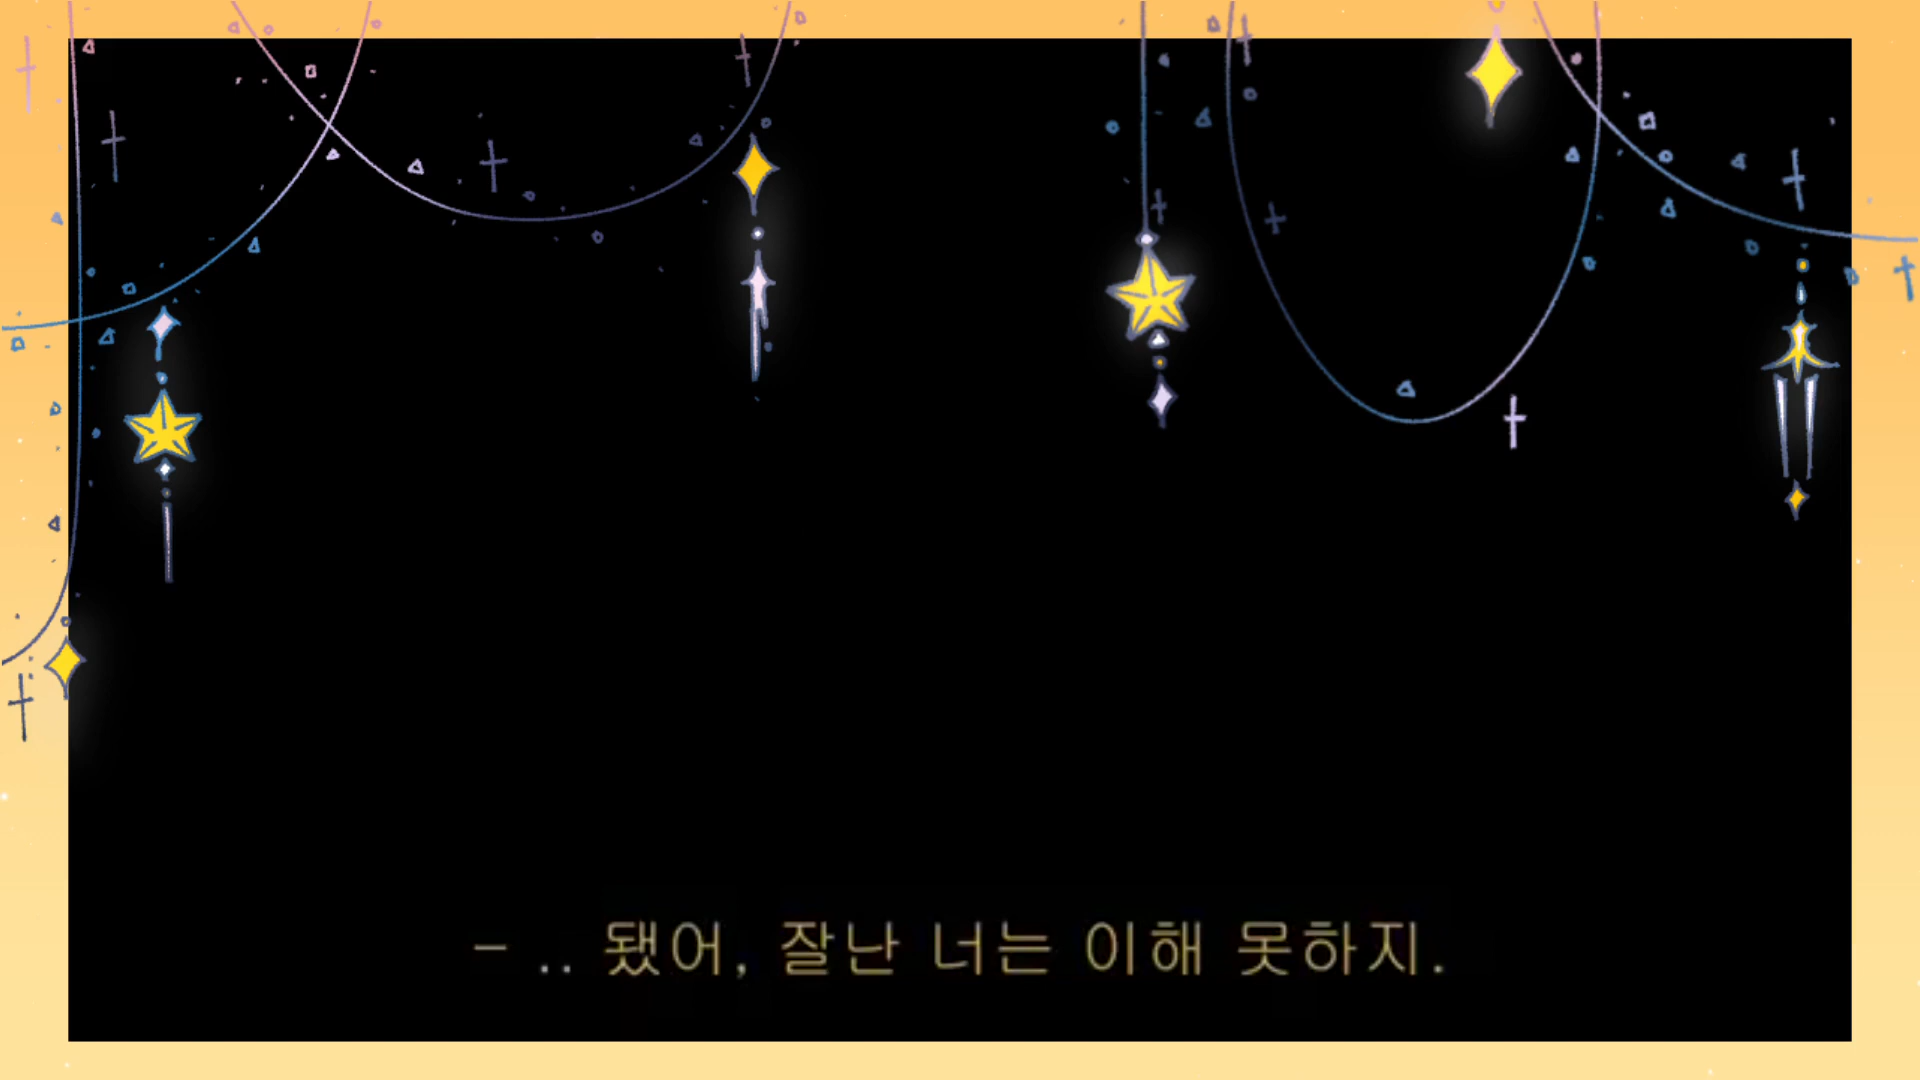 - .. 됐어, 잘난 너는 이해 못하지.